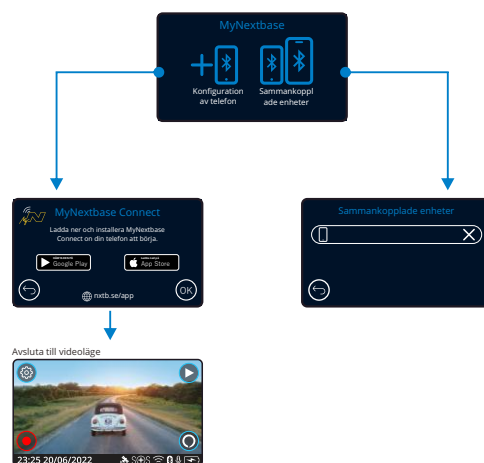 MyNextbase
Konfiguration
av telefon
Sammankoppl
ade enheter
MyNextbase Connect
Ladda ner och installera MyNextbase
Connect on din telefon att börja.
Google Play
App Store
nxtb.se/app
OK
Sammankopplade enheter
Avsluta till videoläge
23:25 20/06/2022
SOS